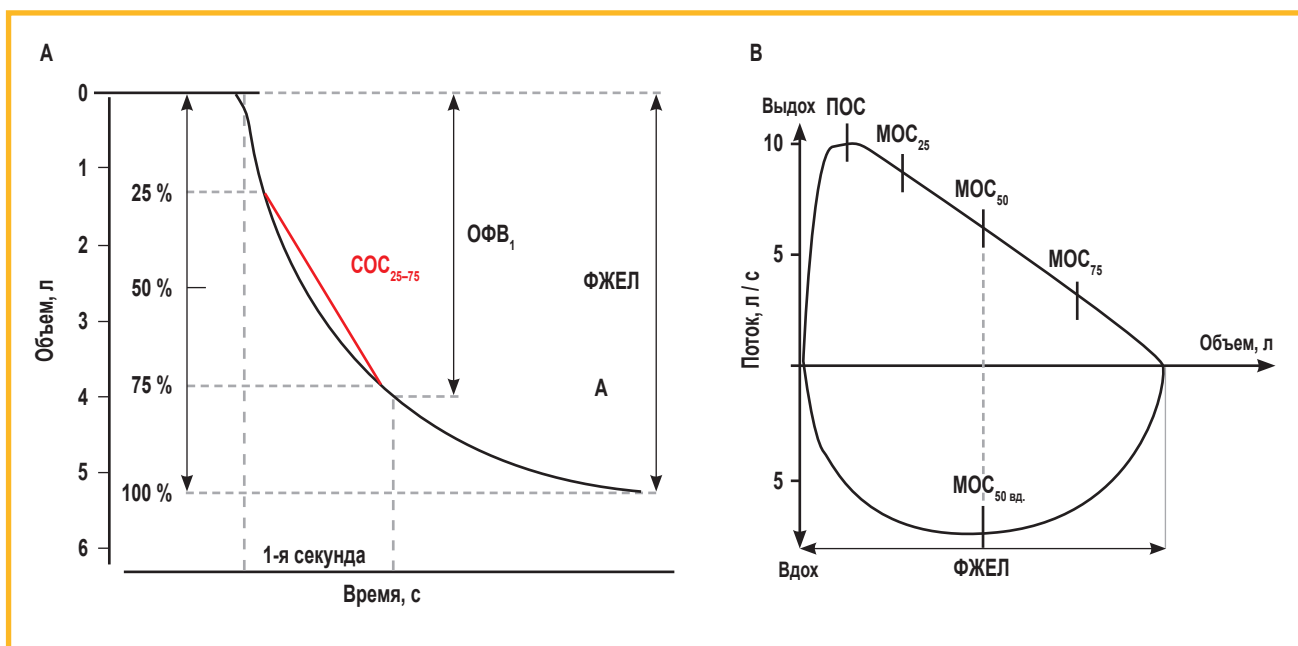 А
0
1
2
3
4
5
6
Объем, л
25 %
50 %
75 %
100 %
СОС25–75
ОФВ1
ФЖЕЛ
А
1-я секунда
Время, с
В
Выдох
10
5
5
Поток, л / с
Вдох
ПОС
МОС25
МОС50
МОС75
Объем, л
МОС50 вд.
ФЖЕЛ